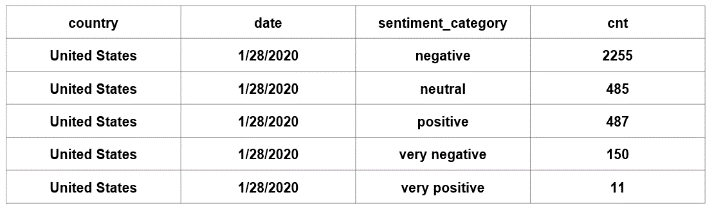 country date sentiment_category cnt
United States 1/28/2020 negative 2255
United States 1/28/2020 neutral 485
United States 1/28/2020 positive 487
United States 1/28/2020 very negative 150
United States 1/28/2020 very positive 11